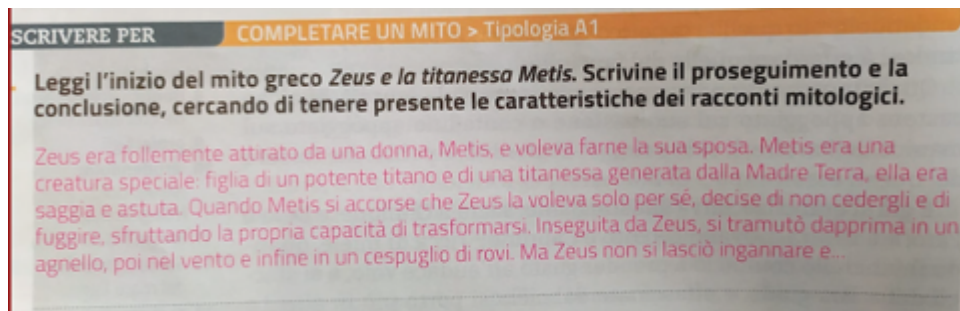 SCRIVERE PER COMPLETARE UN MITO > Tipologia A1
Leggi l'inizio del mito greco Zeus e la titanessa Metis. Scrivine il proseguimento e la
conclusione, cercando di tenere presente le caratteristiche dei racconti mitologici.
Zeus era follemente attirato da una donna, Metis, e voleva farne la sua sposa. Metis era una
creatura speciale: figlia di un potente titano e di una titanessa generata dalla Madre Terra, ella era
saggia e astuta. Quando Metis si accorse che Zeus la voleva solo per sé, decise di non cedergli e di
fuggire, sfruttando la propria capacità di trasformarsi. Inseguita da Zeus, si tramutò dapprima in un
agnello, poi nel vento e infine in un cespuglio di rovi. Ma Zeus non si lasciò ingannare e...